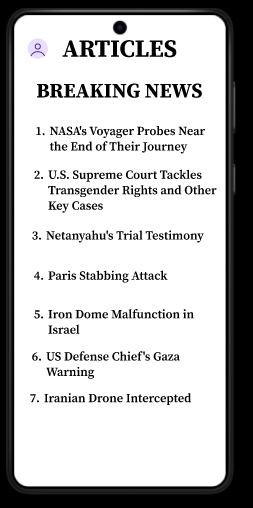 ARTICLES
BREAKING NEWS
1. NASA's Voyager Probes Near
the End of Their Journey
2. U.S. Supreme Court Tackles
Transgender Rights and Other
Key Cases
3. Netanyahu's Trial Testimony
4. Paris Stabbing Attack
5. Iron Dome Malfunction in
Israel
6. US Defense Chief's Gaza
Warning
7. Iranian Drone Intercepted